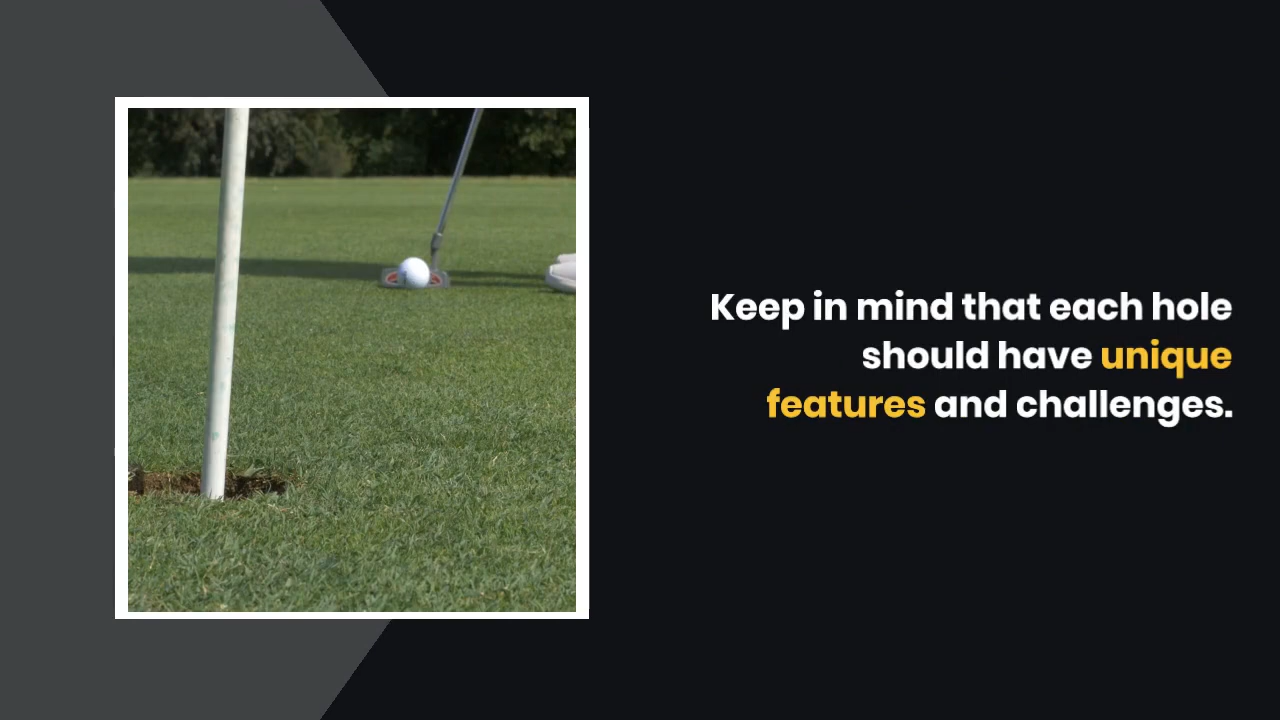 Keep in mind that each hole
should have unique
features and challenges.